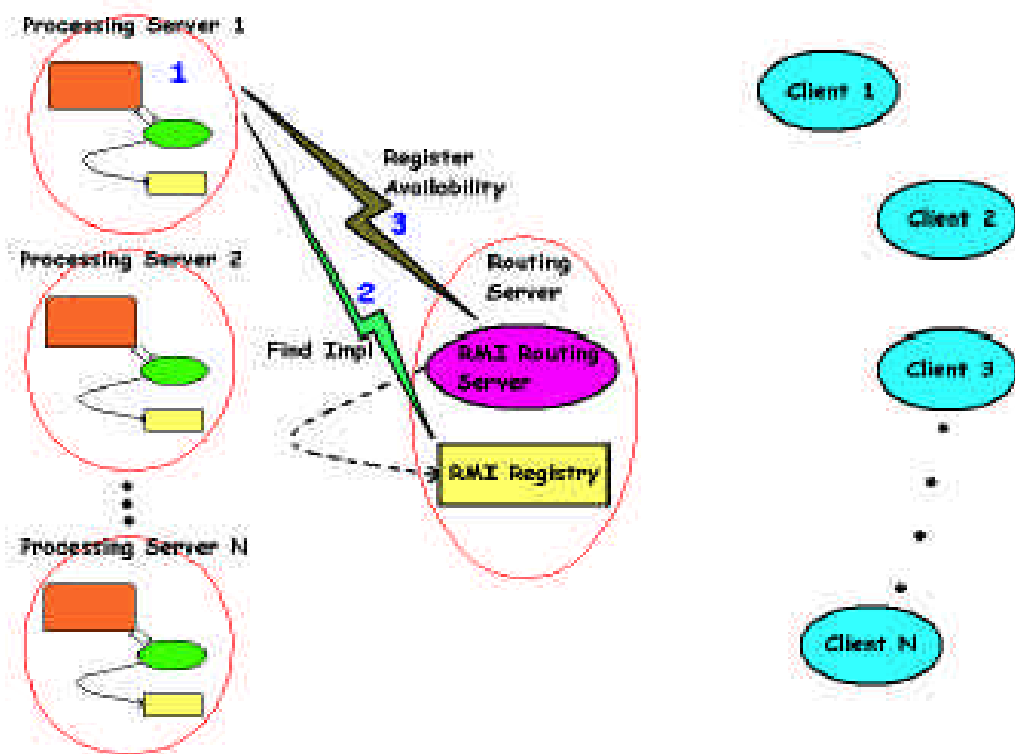 Processing Server 1
1
Client 1
Register
Availability
3
Client 2
Processing Server 2
Routing
Server
2
Find Impl
RMI Routing
Server
Client 3
RMI Registry
Processing Server N
Client N